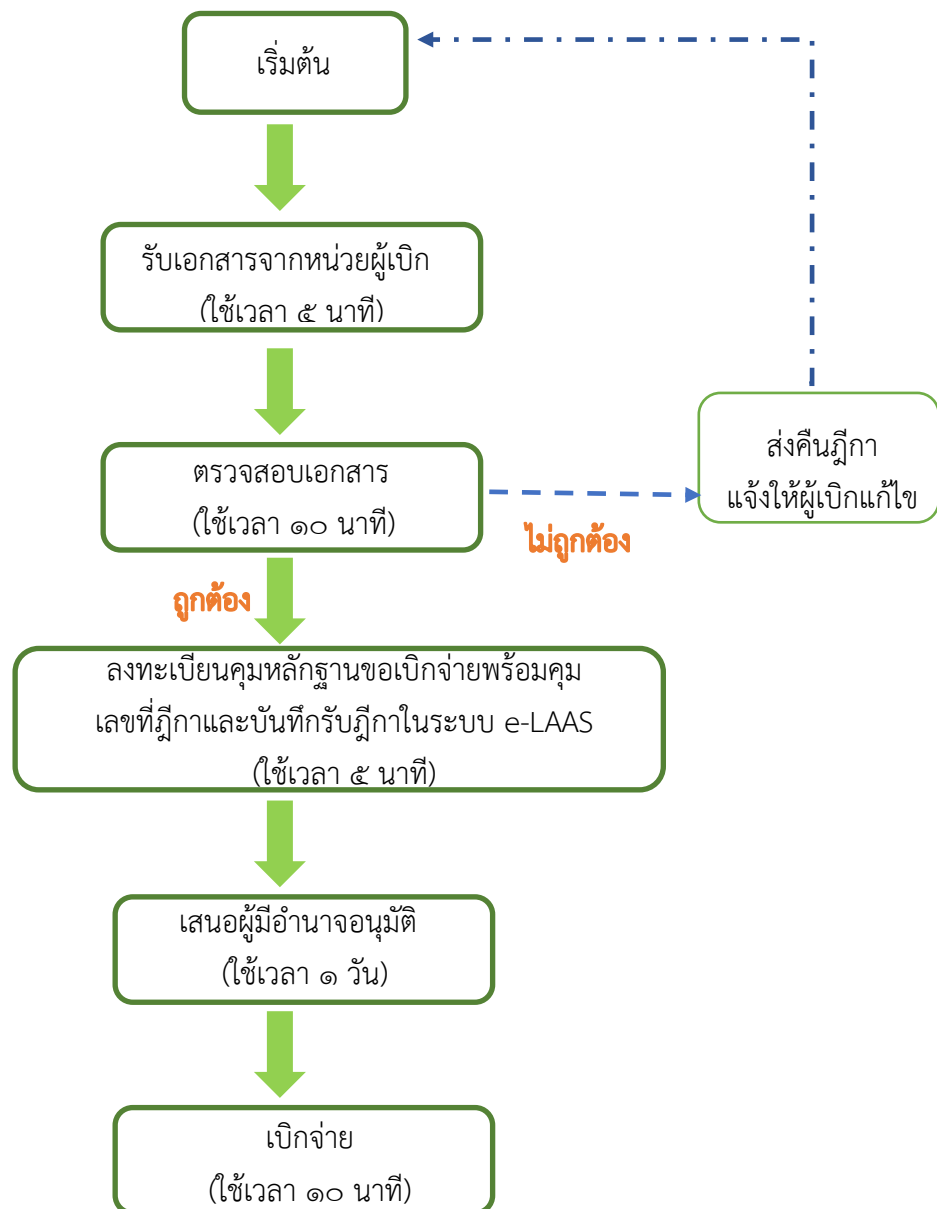 เริ่มต้น
รับเอกสารจากหน่วยผู้เบิก
(ใช้เวลา ๕ นาที)
ตรวจสอบเอกสาร
(ใช้เวลา ๑๐ นาที)
ส่งคืนฎีกา
แจ้งให้ผู้เบิกแก้ไข
ไม่ถูกต้อง
ถูกต้อง
ลงทะเบียนคุมหลักฐานขอเบิกจ่ายพร้อมคุม
เลขที่ฎีกาและบันทึกรับฎีกาในระบบ e-LAAS
(ใช้เวลา ๕ นาที)
เสนอผู้มีอำนาจอนุมัติ
(ใช้เวลา ๑ วัน)
เบิกจ่าย
(ใช้เวลา ๑๐ นาที)